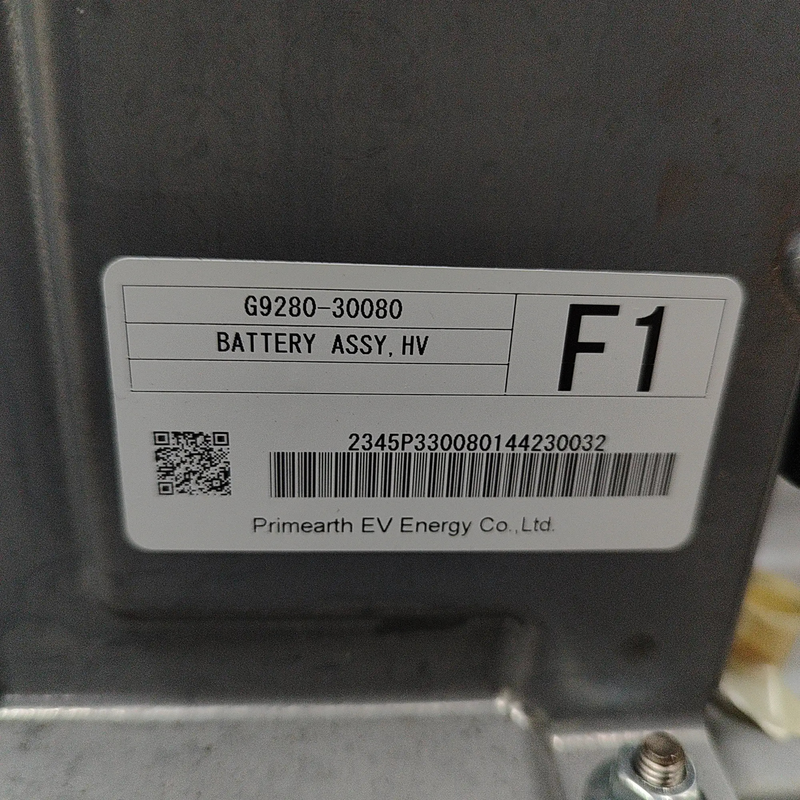 G9280-30080
BATTERY ASSY,HV
F1
2345P330080144230032
Primearth EV Energy Co.,Ltd.